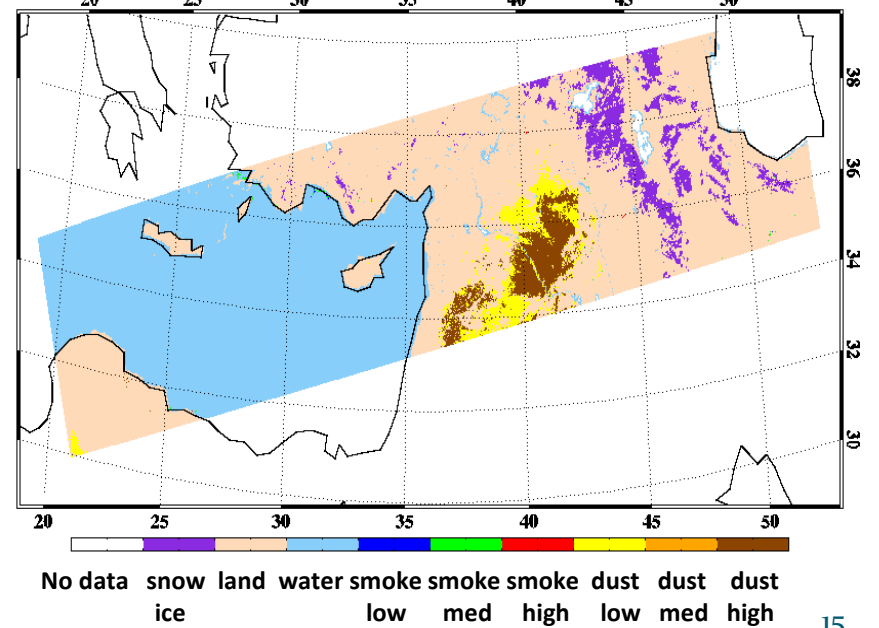 20 25 30 35 40 45 50
38
36
34
32
30
20 25 30 35 40 45 50
No data snow land water smoke smoke smoke dust dust dust
ice low med high low med high
15